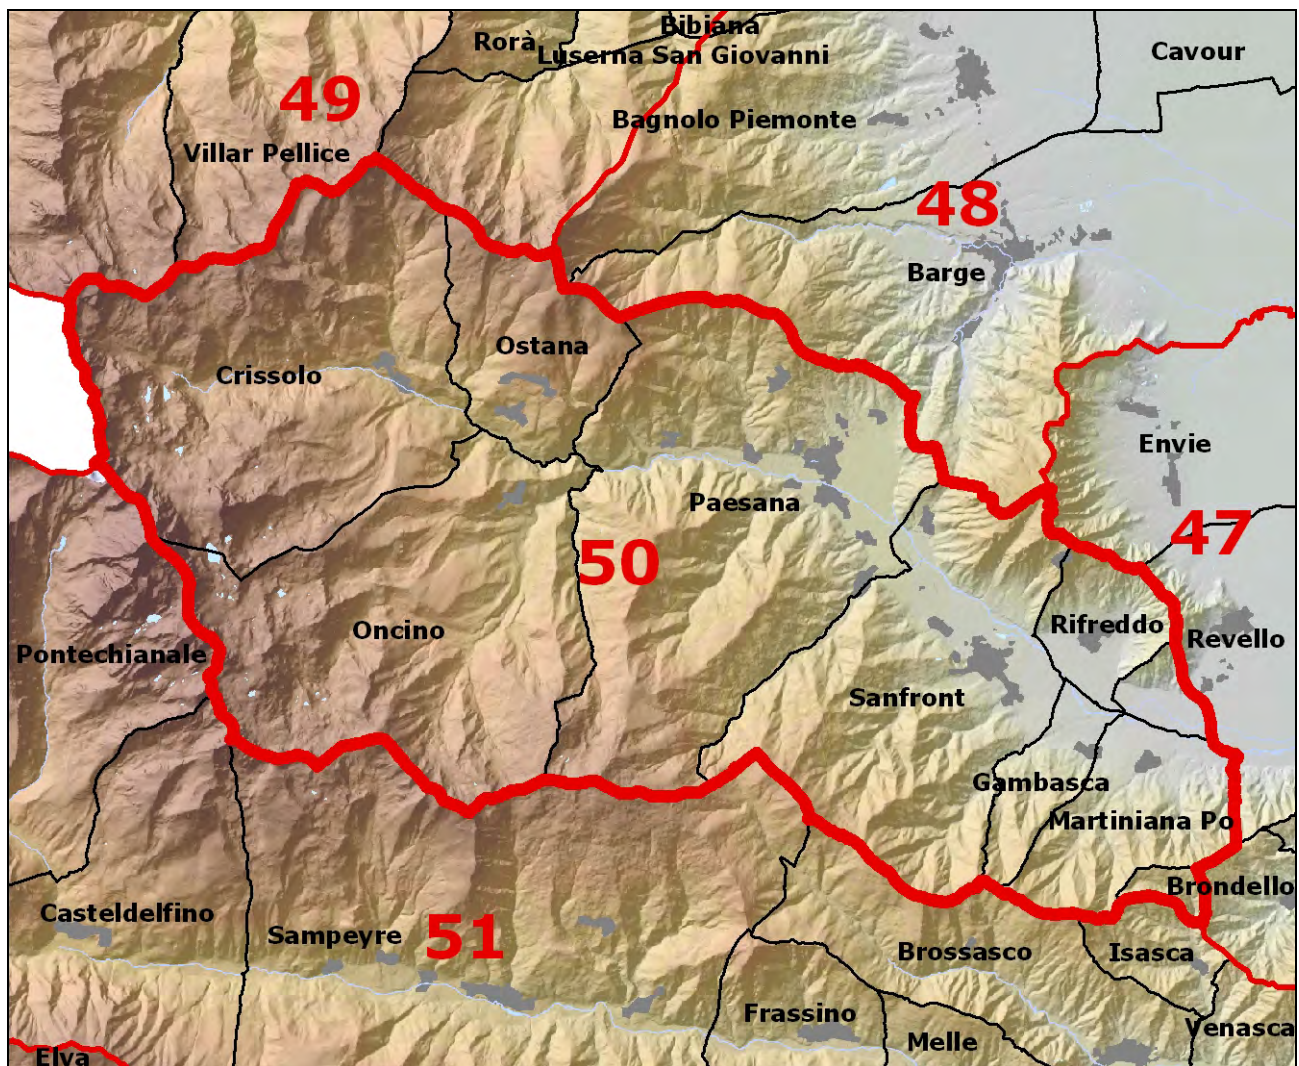 Bibiana
Rorà
Luserna San Giovanni
Cavour
49
Bagnolo Piemonte
Villar Pellice
48
Barge
Ostana
Crissolo
Envie
Paesana
47
50
Oncino
Rifreddo
Revello
Pontechianale
Sanfront
Gambasca
Martiniana Po
Brondello
Casteldelfino
Sampeyre
51
Brossasco
Isasca
Frassino
Venasca
Melle
Elva